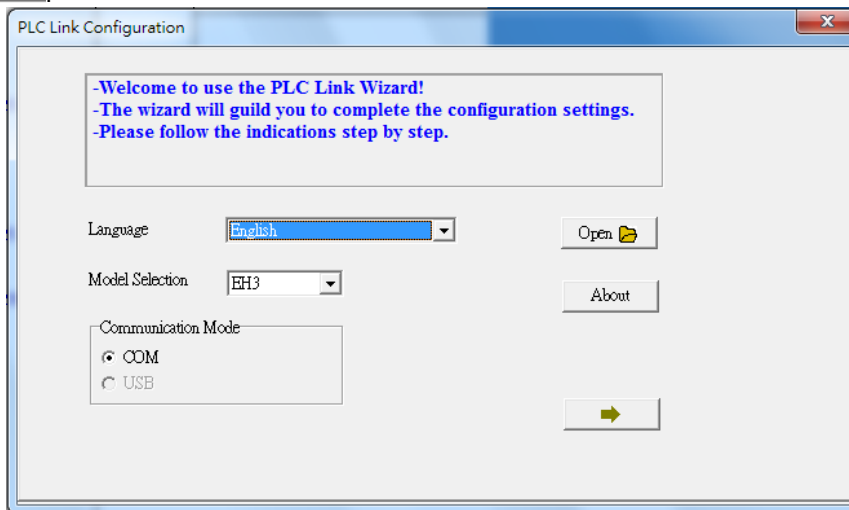 PLC Link Configuration
-Welcome to use the PLC Link Wizard!
-The wizard will guild you to complete the configuration settings.
-Please follow the indications step by step.
Language
English
Open
Model Selection
EH3
About
Communication Mode
COM
USB